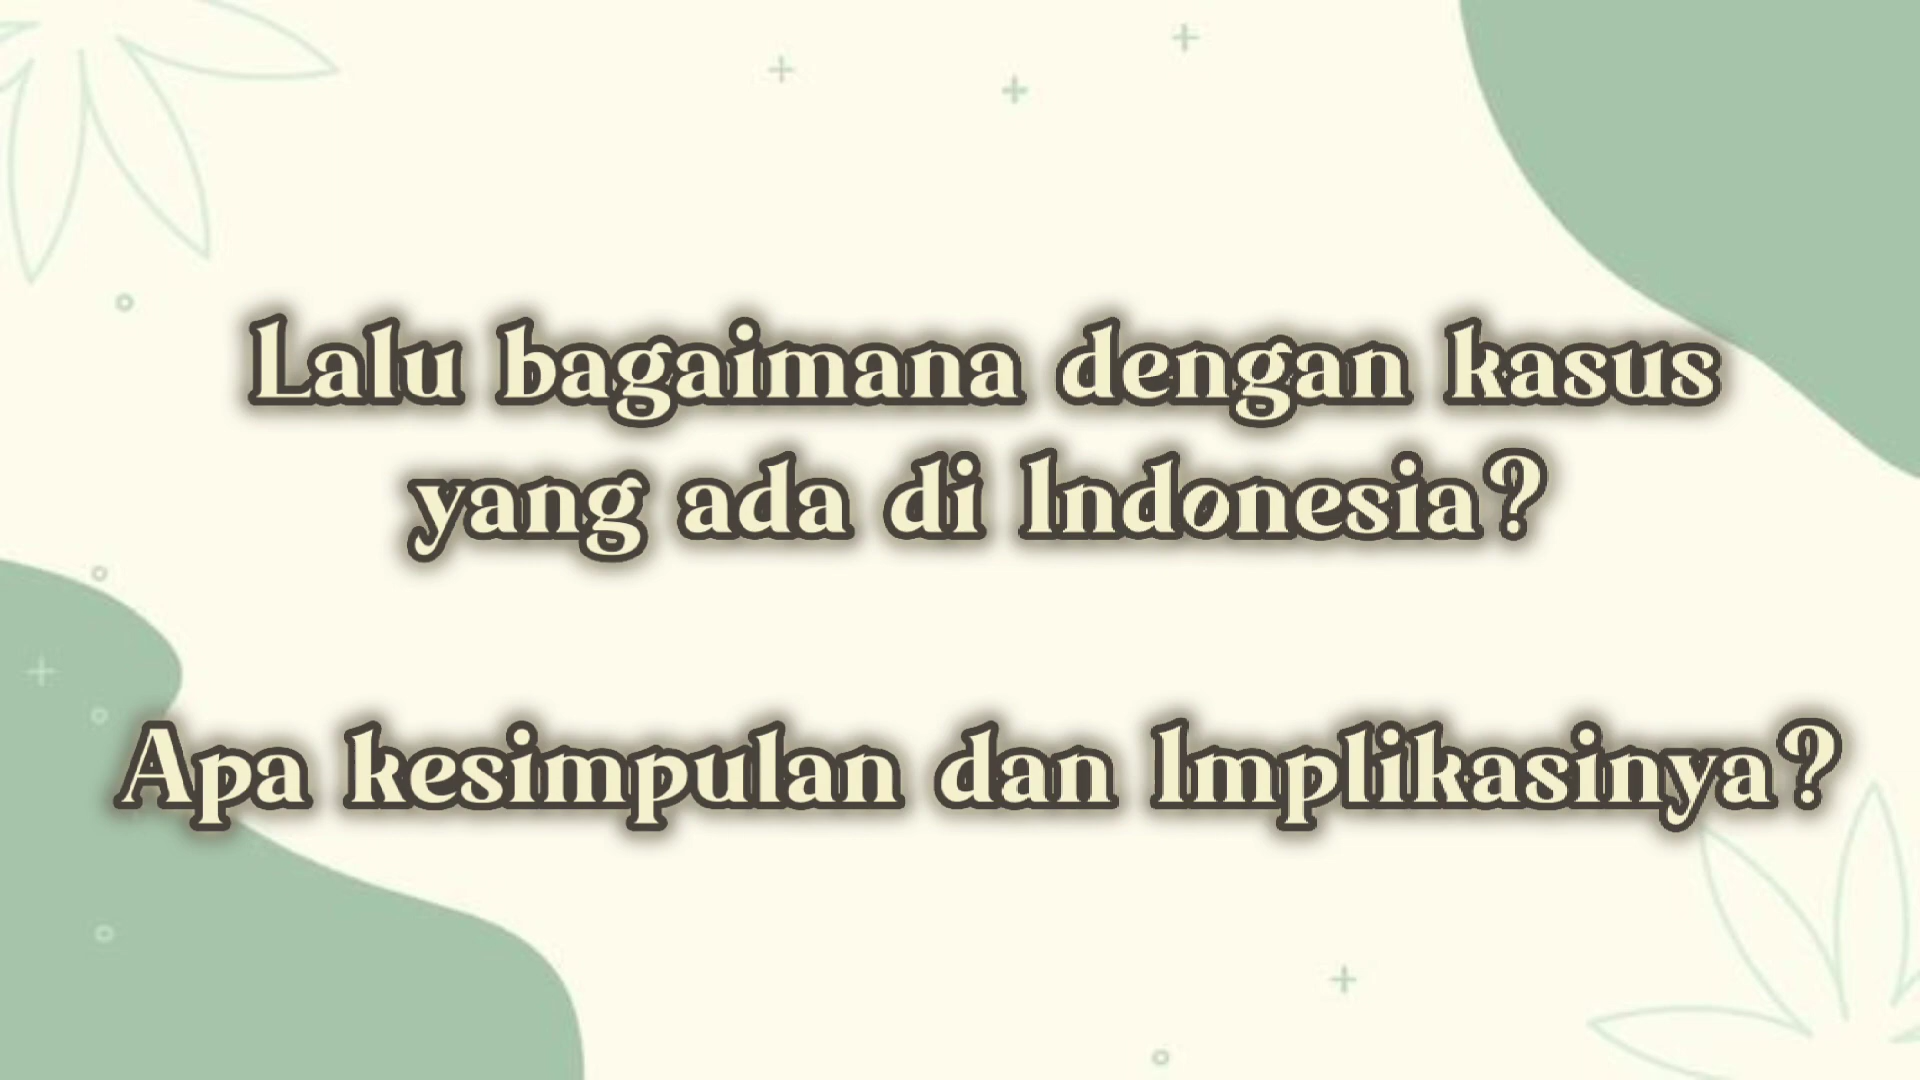 Lalu bagaimana dengan kasus
yang ada di Indonesia?
Apa kesimpulan dan Implikasinya?